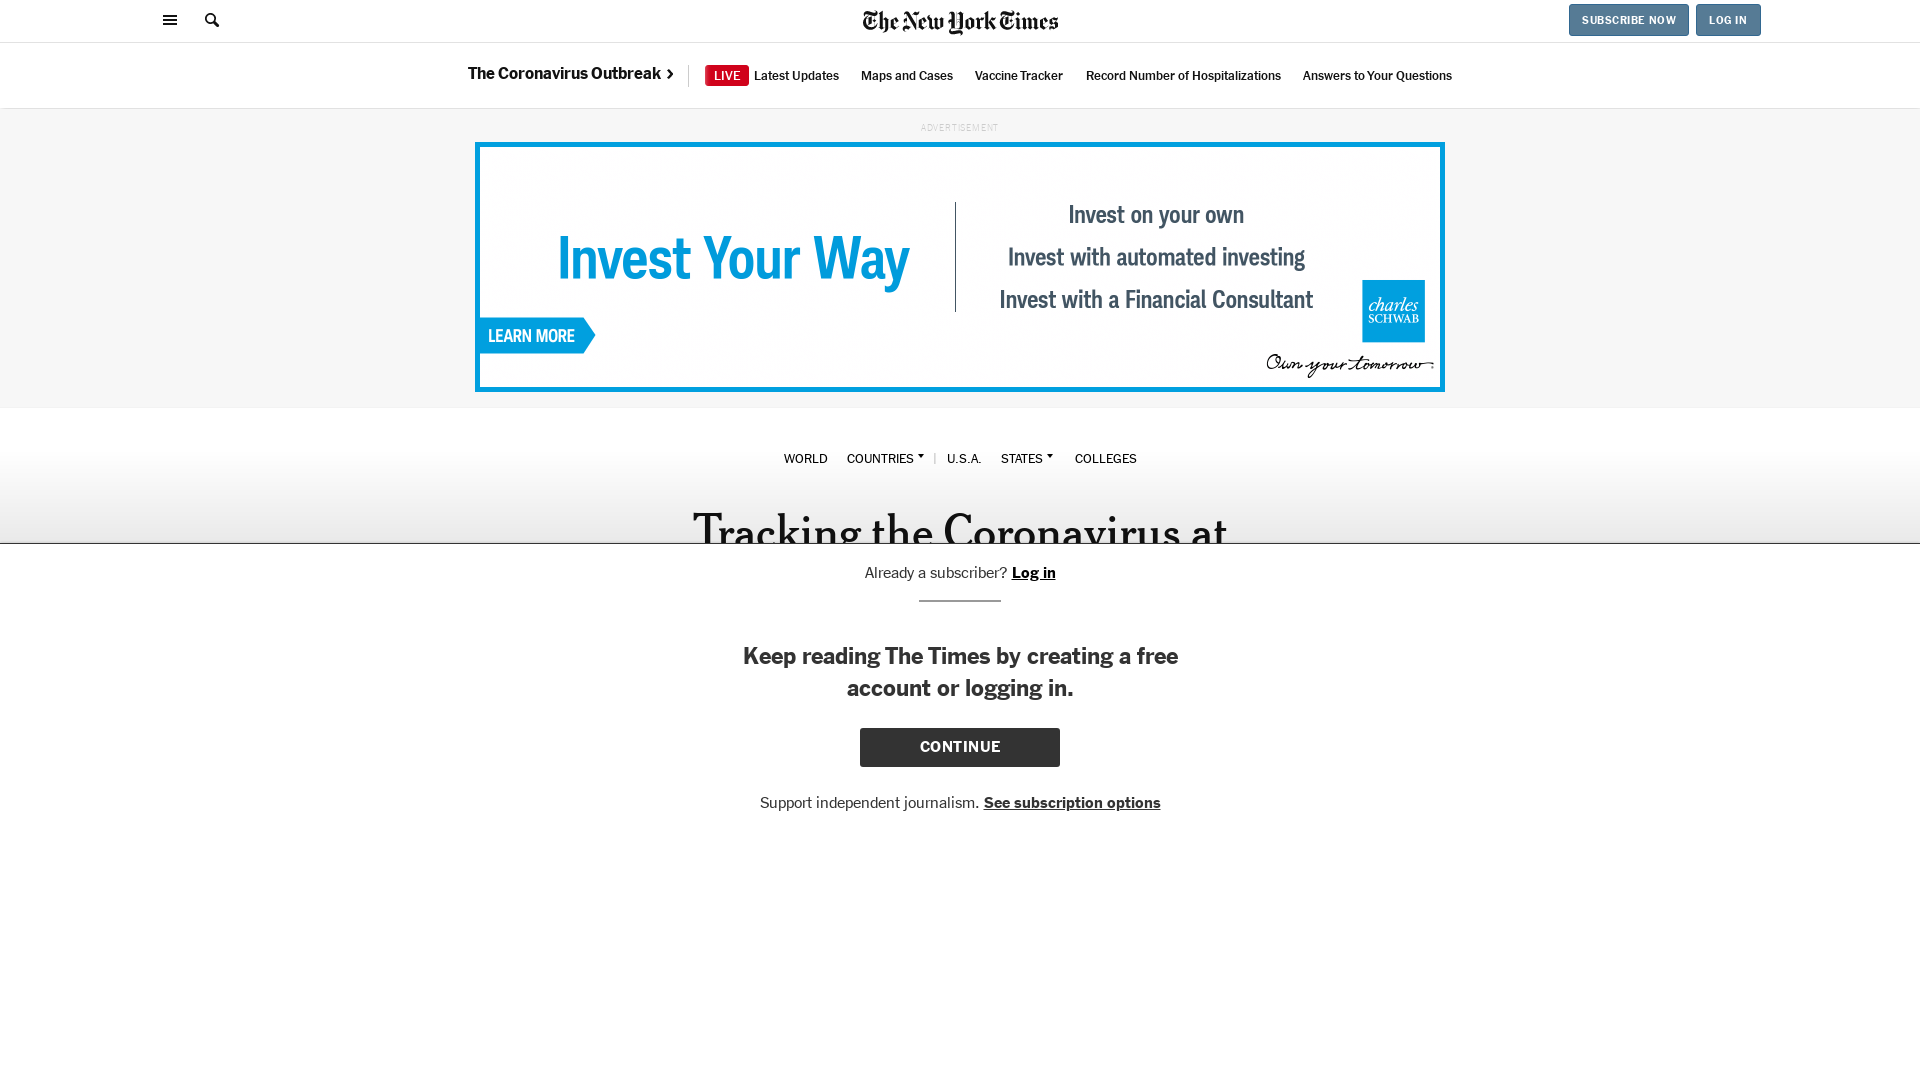 The New York Times
SUBSCRIBE NOW
LOG IN
The Coronavirus Outbreak
LIVE Latest Updates
Maps and Cases
Vaccine Tracker
Record Number of Hospitalizations
Answers to Your Questions
ADVERTISEMENT
Invest Your Way
LEARN MORE
Invest on your own
Invest with automated investing
Invest with a Financial Consultant
charles
SCHWAB
Own your tomorrow.
WORLD
COUNTRIES
U.S.A.
STATES
COLLEGES
Tracking the Coronavirus at
Already a subscriber? Log in
Keep reading The Times by creating a free
account or logging in.
CONTINUE
Support independent journalism. See subscription options